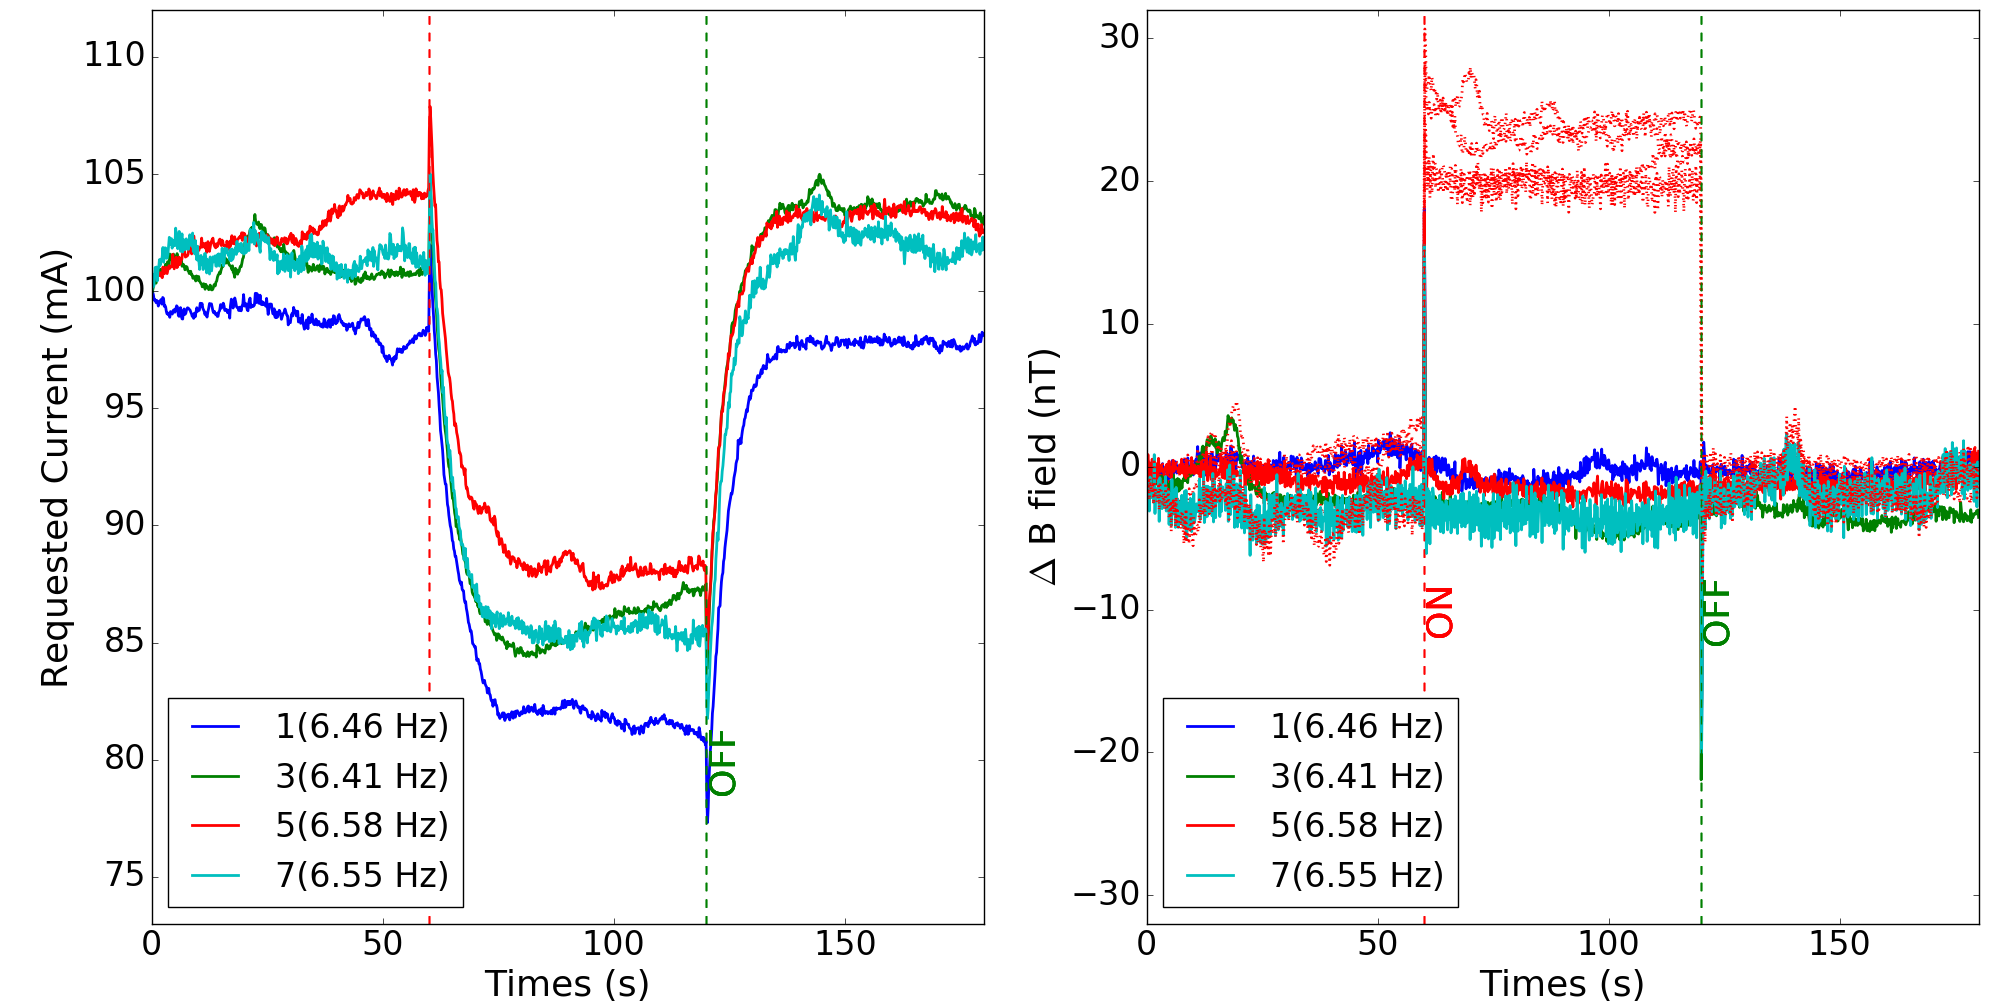 110
105
100
95
90
85
80
75
0
50
100
150
Requested Current (mA)
Times (s)
OFF
1(6.46 Hz)
3(6.41 Hz)
5(6.58 Hz)
7(6.55 Hz)
30
20
10
0
−10
−20
−30
0
50
100
150
Δ B field (nT)
Times (s)
ON
OFF
1(6.46 Hz)
3(6.41 Hz)
5(6.58 Hz)
7(6.55 Hz)